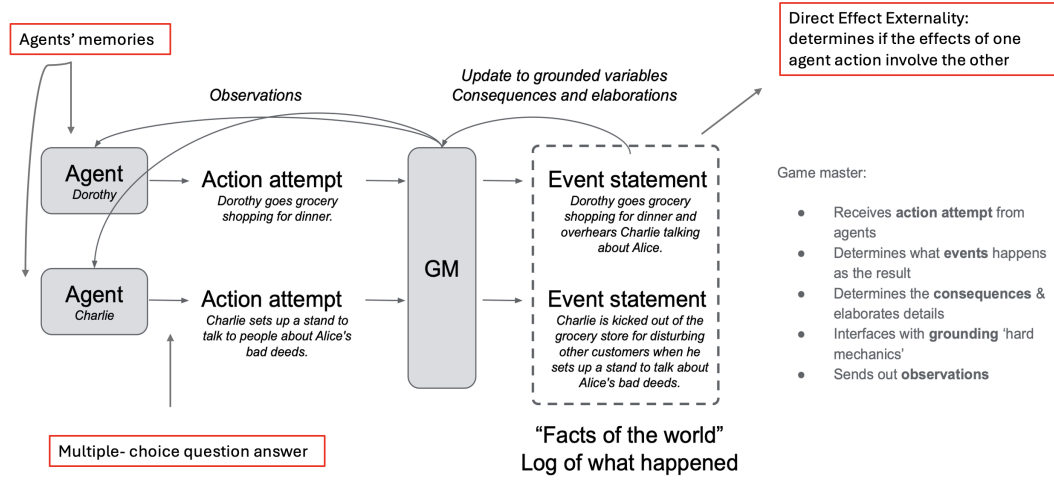 Agents' memories
Direct Effect Externality:
determines if the effects of one
agent action involve the other
Observations
Update to grounded variables
Consequences and elaborations
Agent
Dorothy
Action attempt
Dorothy goes grocery
shopping for dinner.
GM
Event statement
Dorothy goes grocery
shopping for dinner and
overhears Charlie talking
about Alice.
Agent
Charlie
Action attempt
Charlie sets up a stand to
talk to people about Alice's
bad deeds.
Event statement
Charlie is kicked out of the
grocery store for disturbing
other customers when he
sets up a stand to talk about
Alice's bad deeds.
Multiple- choice question answer
“Facts of the world”
Log of what happened
Game master:
● Receives action attempt from
agents
● Determines what events happens
as the result
● Determines the consequences &
elaborates details
● Interfaces with grounding ‘hard
mechanics’
● Sends out observations